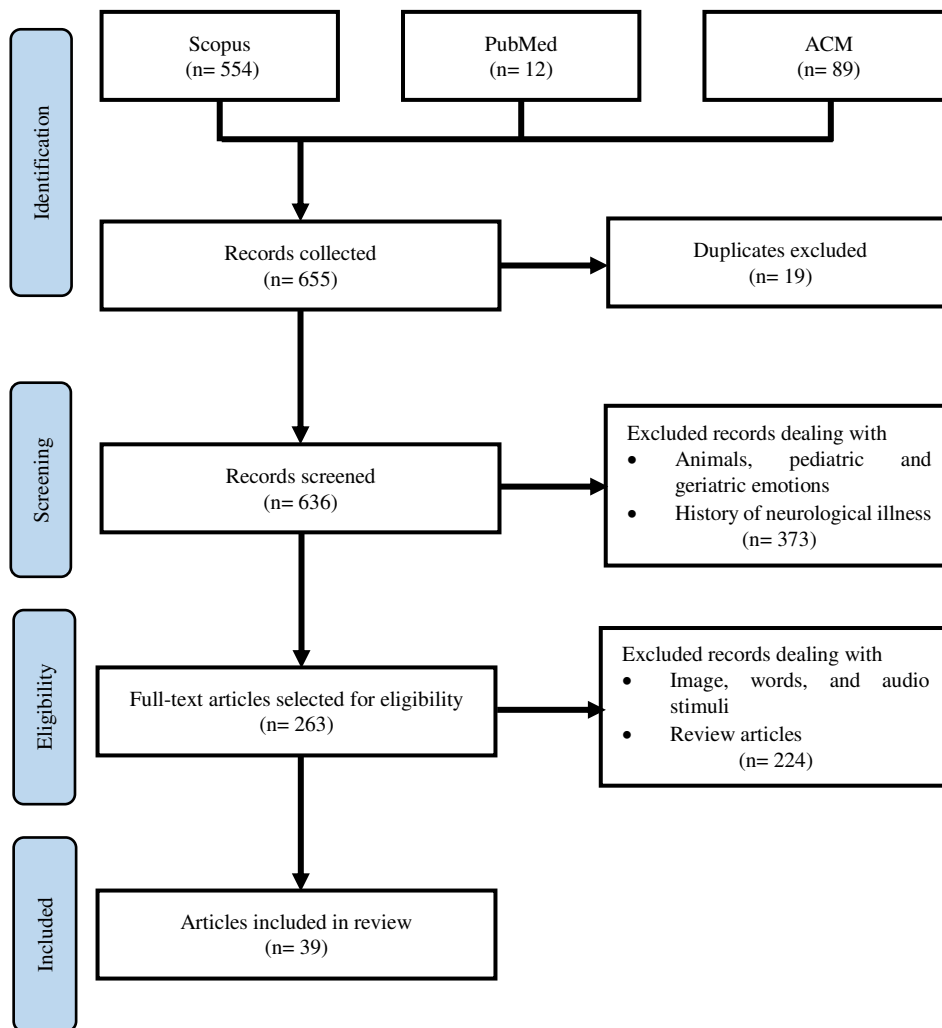 Identification
Scopus
(n= 554)
PubMed
(n= 12)
ACM
(n= 89)
Records collected
(n= 655)
Duplicates excluded
(n= 19)
Screening
Records screened
(n= 636)
Excluded records dealing with
• Animals, pediatric and
geriatric emotions
• History of neurological illness
(n= 373)
Eligibility
Full-text articles selected for eligibility
(n= 263)
Excluded records dealing with
• Image, words, and audio
stimuli
• Review articles
(n= 224)
Included
Articles included in review
(n= 39)